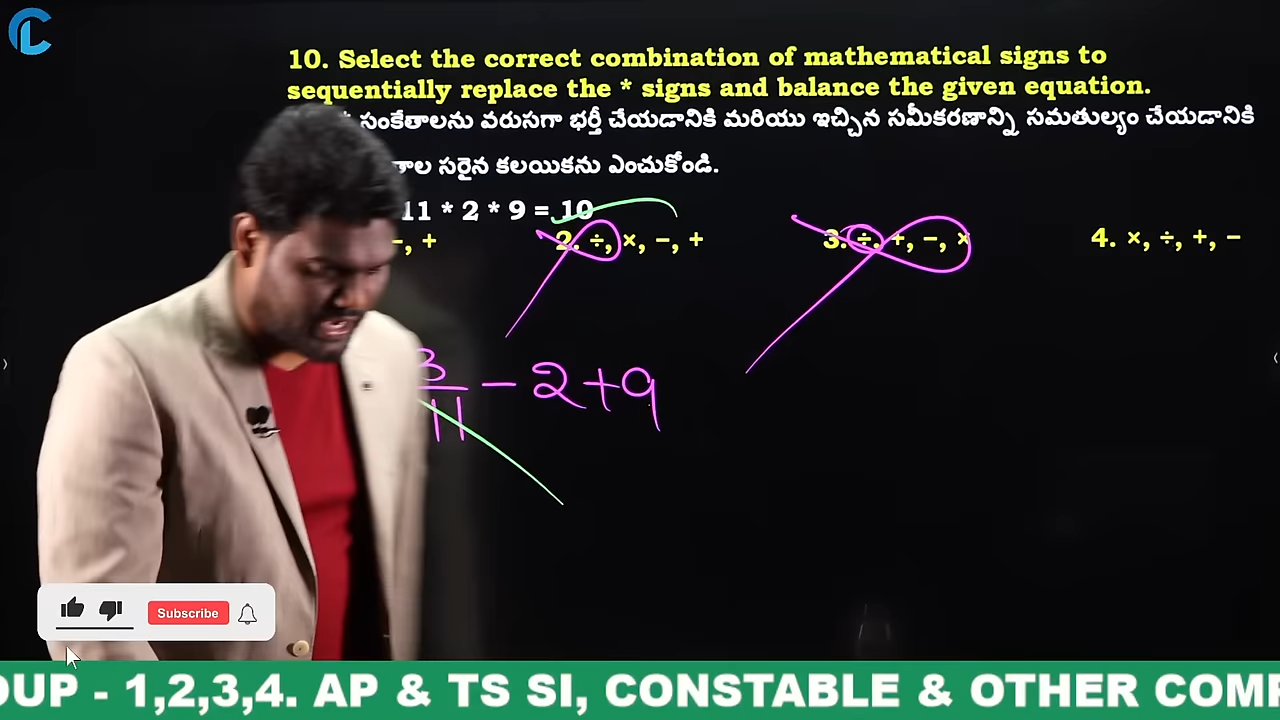 10. Select the correct combination of mathematical signs to
sequentially replace the * signs and balance the given equation.
సంకేతాలను వరుసగా భర్తీ చేయడానికి మరియు ఇచ్చిన సమీకరణాన్ని సమతుల్యం చేయడానికి
సరైన కలయికను ఎంచుకోండి.
11 * 2 * 9 = 10
−, + 2. ÷, ×, −, + 3. ÷, +, −, × 4. ×, ÷, +, −
3
11 − 2 + 9
Subscribe
- 1,2,3,4. AP & TS SI, CONSTABLE & OTHER